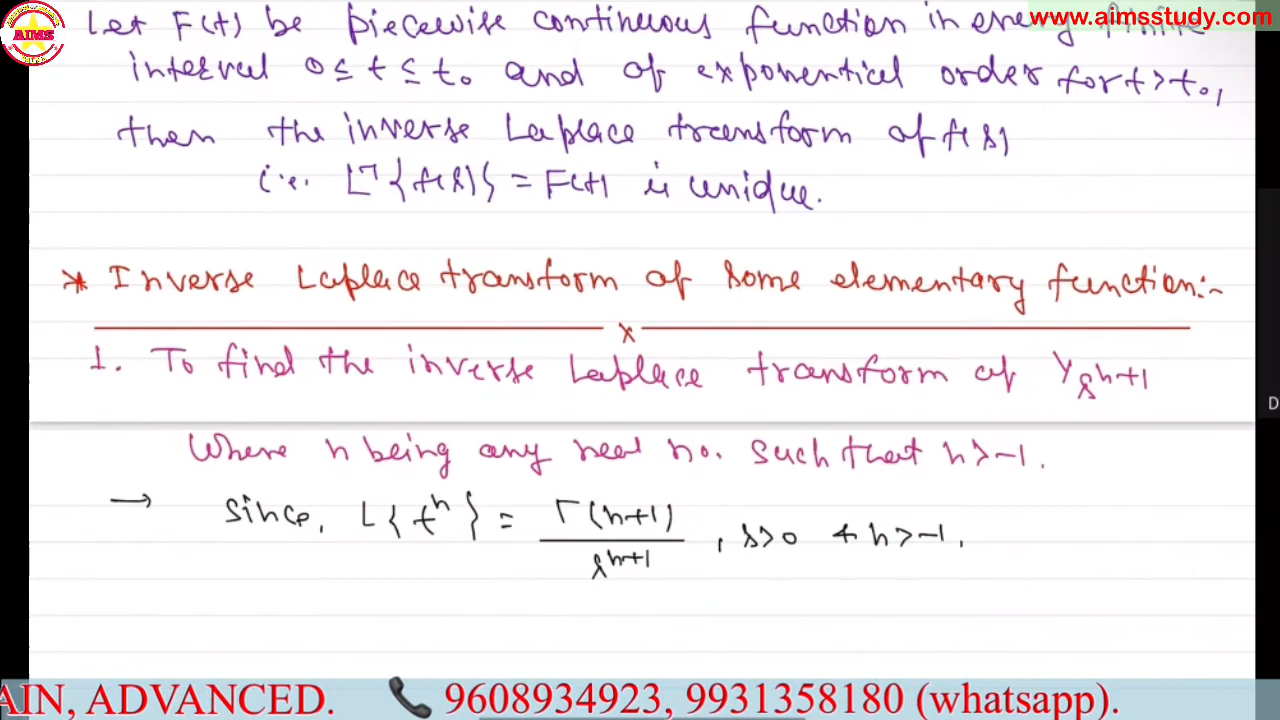 www.aimsstudy.com
AIMS
Let F(t) be piecewise continuous function in every finite
interval 0 ≤ t ≤ t₀ and of exponential order for t > t₀,
then the inverse Laplace transform of f(s)
i.e. L⁻¹{f(s)} = F(t) is unique.
* Inverse Laplace transform of some elementary function:-
x
1. To find the inverse Laplace transform of 1/sⁿ⁺¹
D
Where n being any real no. such that n > -1.
→ Since, L{tⁿ} = Γ(n+1) / sⁿ⁺¹ , s>0 & n > -1.
AIN, ADVANCED. 9608934923, 9931358180 (whatsapp).